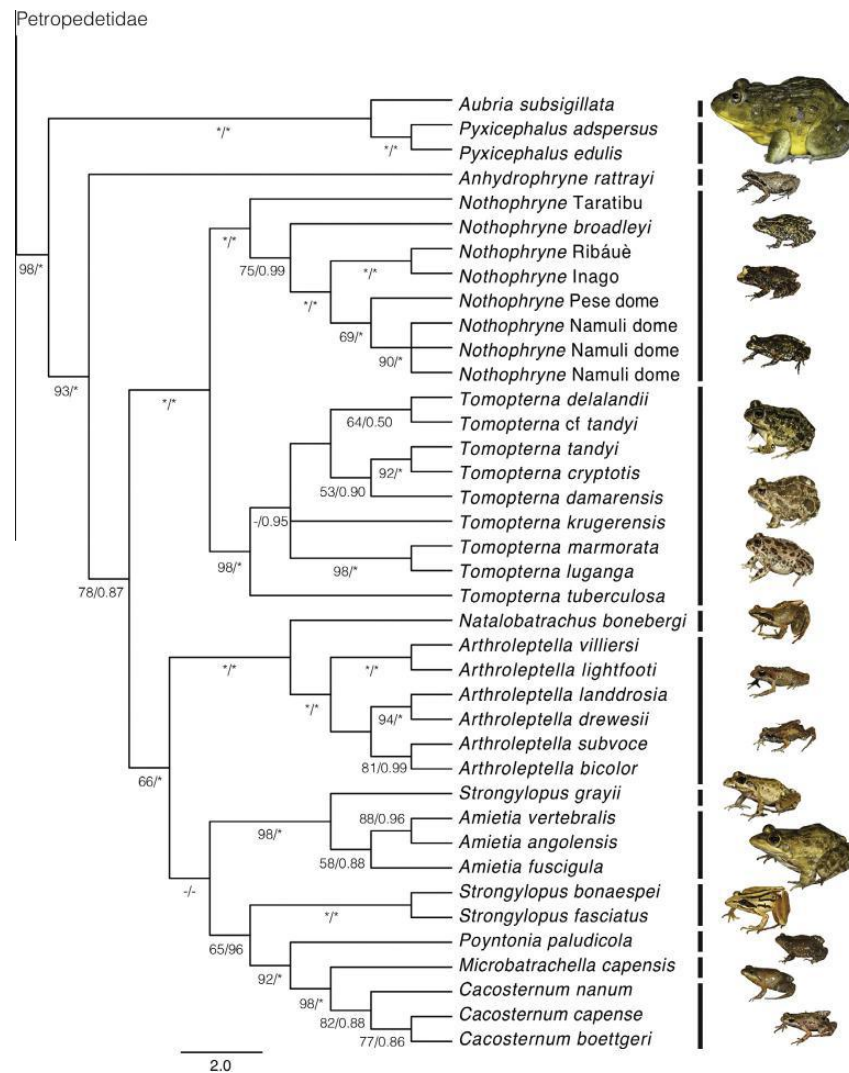 Petropedetidae
Aubria subsigillata
*/*
Pyxicephalus adspersus
*/*
Pyxicephalus edulis
Anhydrophryne rattrayi
Nothophryne Taratibu
*/*
Nothophryne broadleyi
Nothophryne Ribáuè
98/*
75/0.99
*/*
Nothophryne Inago
*/*
Nothophryne Pese dome
Nothophryne Namuli dome
69/*
Nothophryne Namuli dome
90/*
Nothophryne Namuli dome
93/*
*/*
Tomopterna delalandii
64/0.50
Tomopterna cf tandyi
Tomopterna tandyi
92/*
Tomopterna cryptotis
53/0.90
Tomopterna damarensis
-/0.95
Tomopterna krugerensis
Tomopterna marmorata
98/*
98/*
Tomopterna luganga
78/0.87
Tomopterna tuberculosa
Natalobatrachus bonebergi
Arthroleptella villiersi
*/*
*/*
Arthroleptella lightfooti
Arthroleptella landdrosia
*/*
94/*
Arthroleptella drewesii
Arthroleptella subvoce
81/0.99
Arthroleptella bicolor
66/*
Strongylopus grayii
88/0.96
Amietia vertebralis
98/*
Amietia angolensis
58/0.88
Amietia fuscigula
-/-
Strongylopus bonaespei
*/*
Strongylopus fasciatus
65/96
Poyntonia paludicola
92/*
Microbatrachella capensis
98/*
Cacosternum nanum
82/0.88
Cacosternum capense
77/0.86
Cacosternum boettgeri
2.0